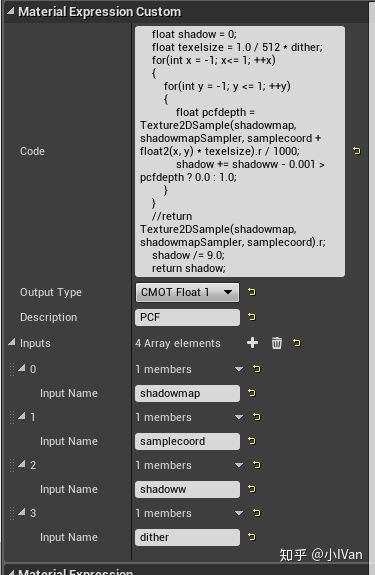 Material Expression Custom
Code
float shadow = 0;
float texelsize = 1.0 / 512 * dither;
for(int x = -1; x<= 1; ++x)
{
for(int y = -1; y <= 1; ++y)
{
float pcfdepth =
Texture2DSample(shadowmap,
shadowmapSampler, samplecoord +
float2(x, y) * texelsize).r / 1000;
shadow += shadoww - 0.001 >
pcfdepth ? 0.0 : 1.0;
}
}
//return
Texture2DSample(shadowmap,
shadowmapSampler, samplecoord).r;
shadow /= 9.0;
return shadow;
Output Type CMOT Float 1
Description PCF
Inputs 4 Array elements
0 1 members
Input Name shadowmap
1 1 members
Input Name samplecoord
2 1 members
Input Name shadoww
3 1 members
Input Name dither
知乎 @小IVan
Material Expression